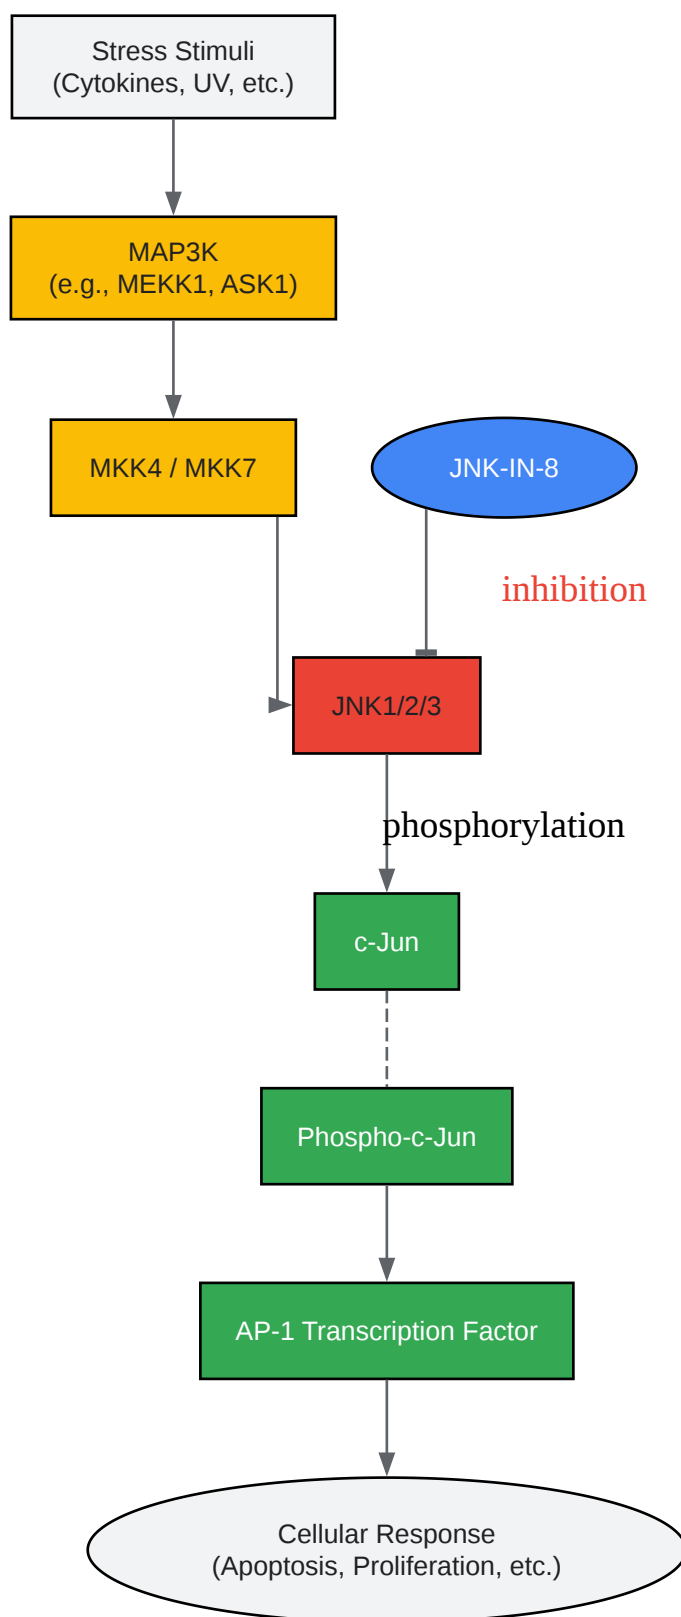 Stress Stimuli
(Cytokines, UV, etc.)
MAP3K
(e.g., MEKK1, ASK1)
MKK4 / MKK7
JNK-IN-8
inhibition
JNK1/2/3
phosphorylation
c-Jun
Phospho-c-Jun
AP-1 Transcription Factor
Cellular Response
(Apoptosis, Proliferation, etc.)